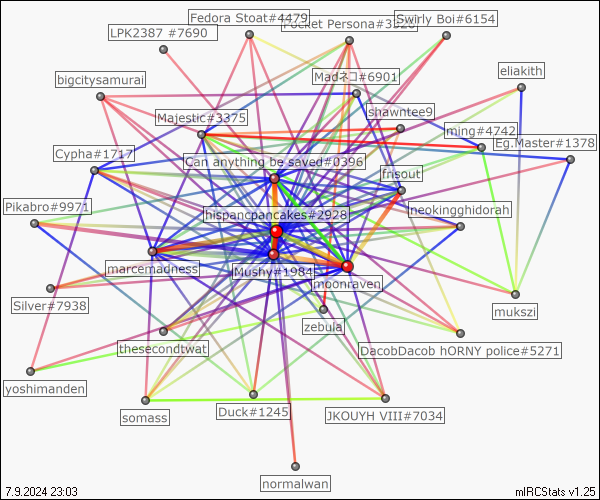 Fedora Stoat#4479
Swirly Boi#6154
LPK2387 #7690
Pocket Persona#3528
Madネコ#6901
eliakith
bigcitysamurai
shawntee9
Majestic#3375
ming#4742
Eg.Master#1378
Cypha#1717
Can anything be saved#0396
frisout
Pikabro#9971
hispancpancakes#2928
neokingghidorah
marcemadness
Mushy#1984
moonraven
Silver#7938
mukszi
zebula
thesecondtwat
DacobDacob hORNY police#5271
yoshimanden
somass
Duck#1245
JKOUYH VIII#7034
normalwan
7.9.2024 23:03
mIRCStats v1.25